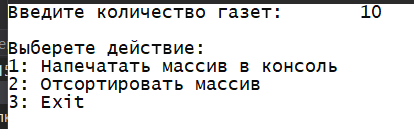 Введите количество газет: 10
Выберете действие:
1: Напечатать массив в консоль
2: Отсортировать массив
3: Exit